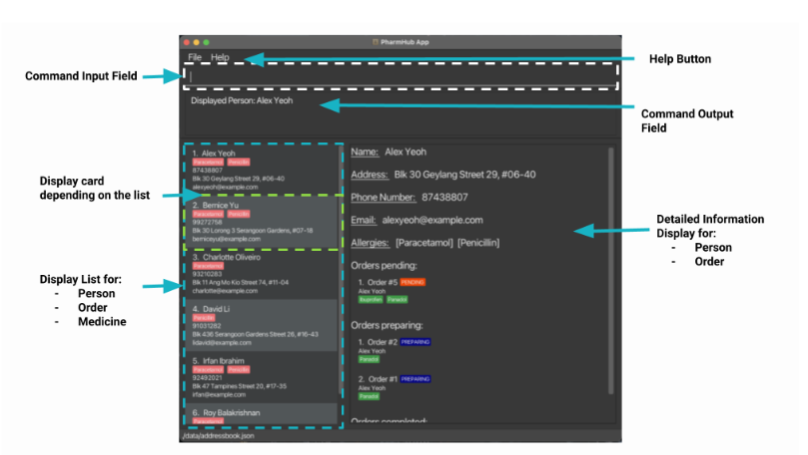 PharmHub App
File Help
Help Button
Command Input Field
Displayed Person: Alex Yeoh
Command Output
Field
Display card
depending on the list
Display List for:
- Person
- Order
- Medicine
1. Alex Yeoh
Paracetamol Penicillin
87438807
Blk 30 Geylang Street 29, #06-40
alexyeoh@example.com
2. Bernice Yu
Paracetamol Penicillin
99272758
Blk 30 Lorong 3 Serangoon Gardens, #07-18
berniceyu@example.com
3. Charlotte Oliveiro
Paracetamol
93210283
Blk 11 Ang Mo Kio Street 74, #11-04
charlotte@example.com
4. David Li
Penicillin
91031282
Blk 436 Serangoon Gardens Street 26, #16-43
lidavid@example.com
5. Irfan Ibrahim
Paracetamol
92492021
Blk 47 Tampines Street 20, #17-35
irfan@example.com
6. Roy Balakrishnan
Paracetamol
Name: Alex Yeoh
Address: Blk 30 Geylang Street 29, #06-40
Phone Number: 87438807
Email: alexyeoh@example.com
Allergies: [Paracetamol] [Penicillin]
Orders pending:
1. Order #5 PENDING
Alex Yeoh
Ibuprofen Panadol
Orders preparing:
1. Order #2 PREPARING
Alex Yeoh
Panadol
2. Order #1 PREPARING
Alex Yeoh
Panadol
Orders completed:
Detailed Information
Display for:
- Person
- Order
/data/addressbook.json